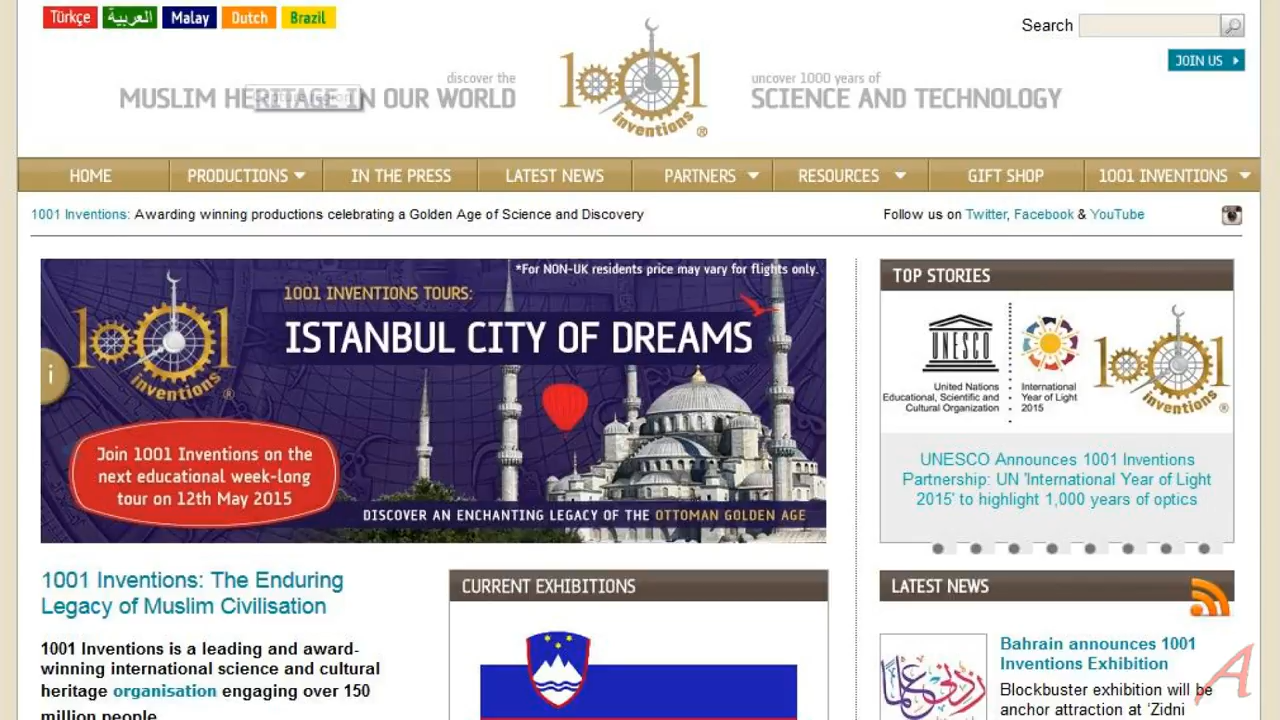 Türkçe العربية Malay Dutch Brazil
Search
JOIN US
discover the
MUSLIM HERITAGE IN OUR WORLD
1001
inventions ®
uncover 1000 years of
SCIENCE AND TECHNOLOGY
HOME PRODUCTIONS IN THE PRESS LATEST NEWS PARTNERS RESOURCES GIFT SHOP 1001 INVENTIONS
1001 Inventions: Awarding winning productions celebrating a Golden Age of Science and Discovery
Follow us on Twitter, Facebook & YouTube
*For NON-UK residents price may vary for flights only.
1001 INVENTIONS TOURS:
ISTANBUL CITY OF DREAMS
1001
inventions ®
i
Join 1001 Inventions on the
next educational week-long
tour on 12th May 2015
DISCOVER AN ENCHANTING LEGACY OF THE OTTOMAN GOLDEN AGE
TOP STORIES
UNESCO
United Nations
Educational, Scientific and
Cultural Organization
International
Year of Light
2015
1001
inventions ®
UNESCO Announces 1001 Inventions
Partnership: UN 'International Year of Light
2015' to highlight 1,000 years of optics
1001 Inventions: The Enduring
Legacy of Muslim Civilisation
1001 Inventions is a leading and award-
winning international science and cultural
heritage organisation engaging over 150
million people
CURRENT EXHIBITIONS
LATEST NEWS
Bahrain announces 1001
Inventions Exhibition
Blockbuster exhibition will be
anchor attraction at 'Zidni
A